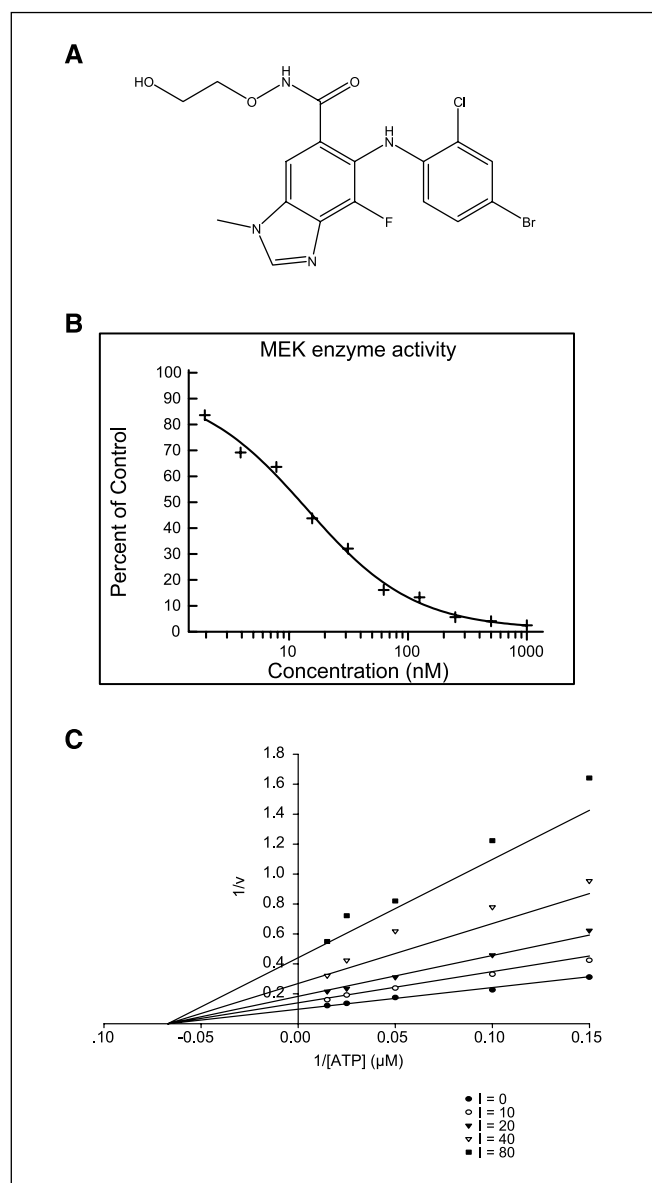 A
HO
O
H
N
O
H
N
Cl
Br
F
N
N
B
MEK enzyme activity
Percent of Control
100
90
80
70
60
50
40
30
20
10
0
10
100
1000
Concentration (nM)
C
1/v
1.8
1.6
1.4
1.2
1.0
0.8
0.6
0.4
0.2
.10
-0.05
0.00
0.05
0.10
0.15
1/[ATP] (µM)
I = 0
I = 10
I = 20
I = 40
I = 80